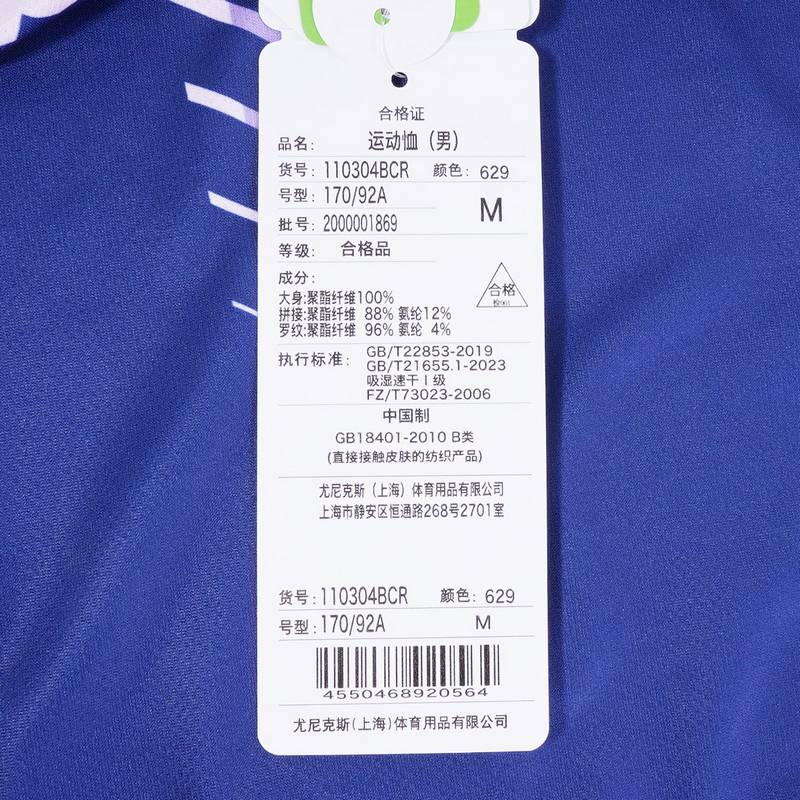 合格证
品名： 运动恤（男）
货号：110304BCR 颜色：629
号型：170/92A
M
批号：2000001869
等级： 合格品
成分：
合格
检901
大身:聚酯纤维100%
拼接:聚酯纤维 88% 氨纶12%
罗纹:聚酯纤维 96% 氨纶 4%
执行标准： GB/T22853-2019
GB/T21655.1-2023
吸湿速干Ⅰ级
FZ/T73023-2006
中国制
GB18401-2010 B类
(直接接触皮肤的纺织产品)
尤尼克斯（上海）体育用品有限公司
上海市静安区恒通路268号2701室
货号：110304BCR 颜色：629
号型：170/92A M
4550468920564
尤尼克斯(上海)体育用品有限公司